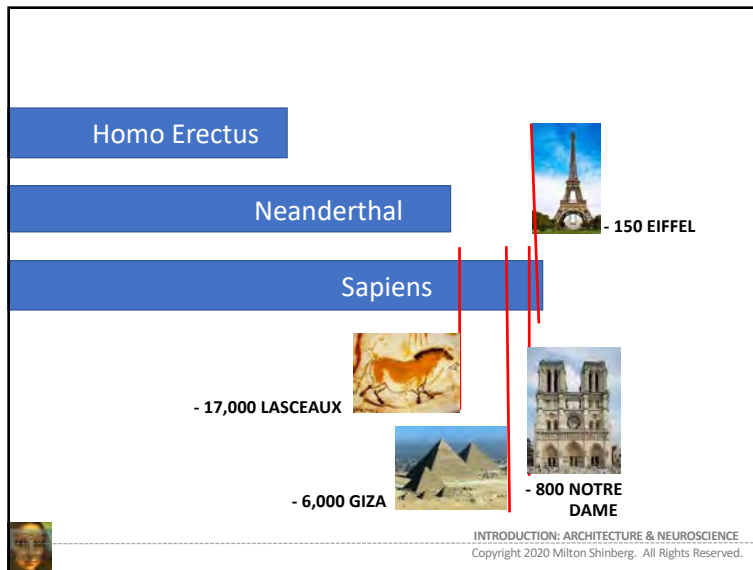 Homo Erectus
Neanderthal
- 150 EIFFEL
Sapiens
- 17,000 LASCEAUX
- 6,000 GIZA
- 800 NOTRE
DAME
INTRODUCTION: ARCHITECTURE & NEUROSCIENCE
Copyright 2020 Milton Shinberg. All Rights Reserved.